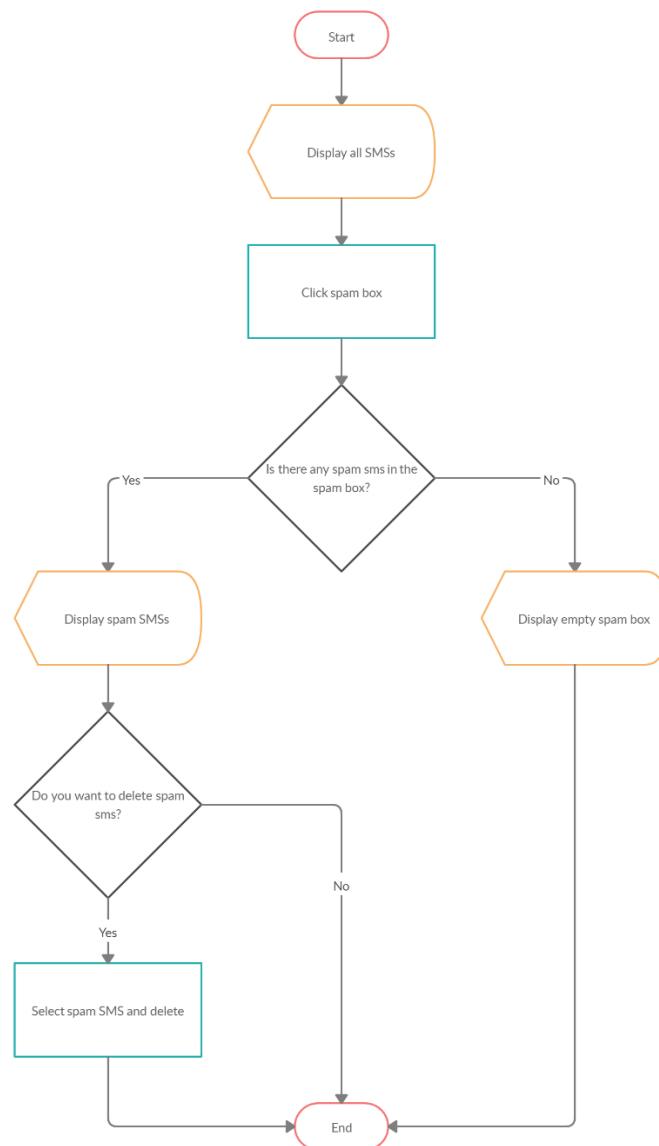 Start
Display all SMSs
Click spam box
Is there any spam sms in the
spam box?
Yes
No
Display spam SMSs
Display empty spam box
Do you want to delete spam
sms?
No
Yes
Select spam SMS and delete
End